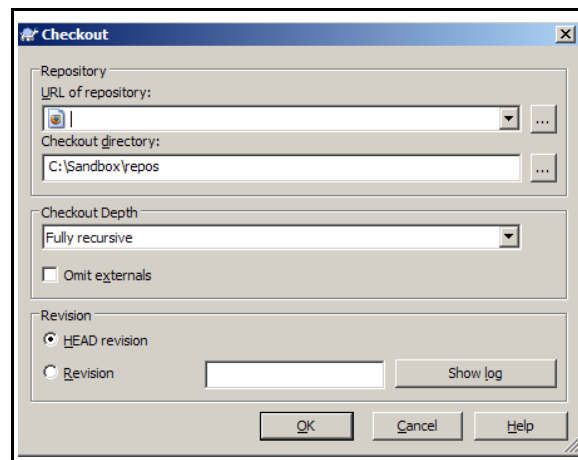 Checkout
Repository
URL of repository:
...
Checkout directory:
C:\Sandbox\repos
...
Checkout Depth
Fully recursive
Omit externals
Revision
HEAD revision
Revision
Show log
OK
Cancel
Help